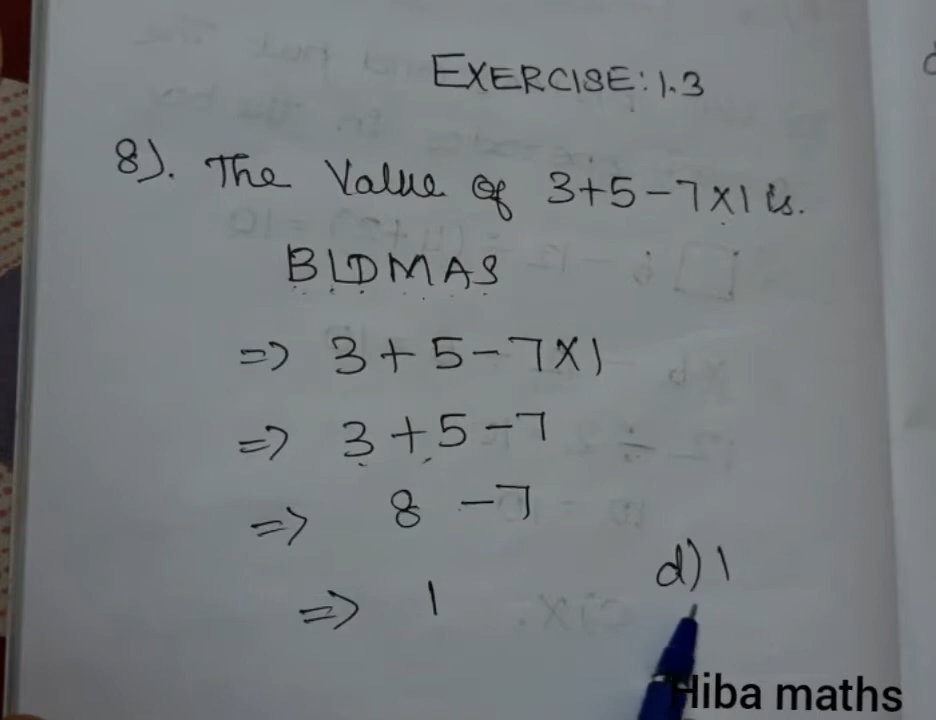 EXERCISE: 1.3
8). The Value of 3+5-7×1 is.
BIDMAS
=> 3+5-7×1
=> 3+5-7
=> 8 -7
=> 1
d) 1
Hiba maths